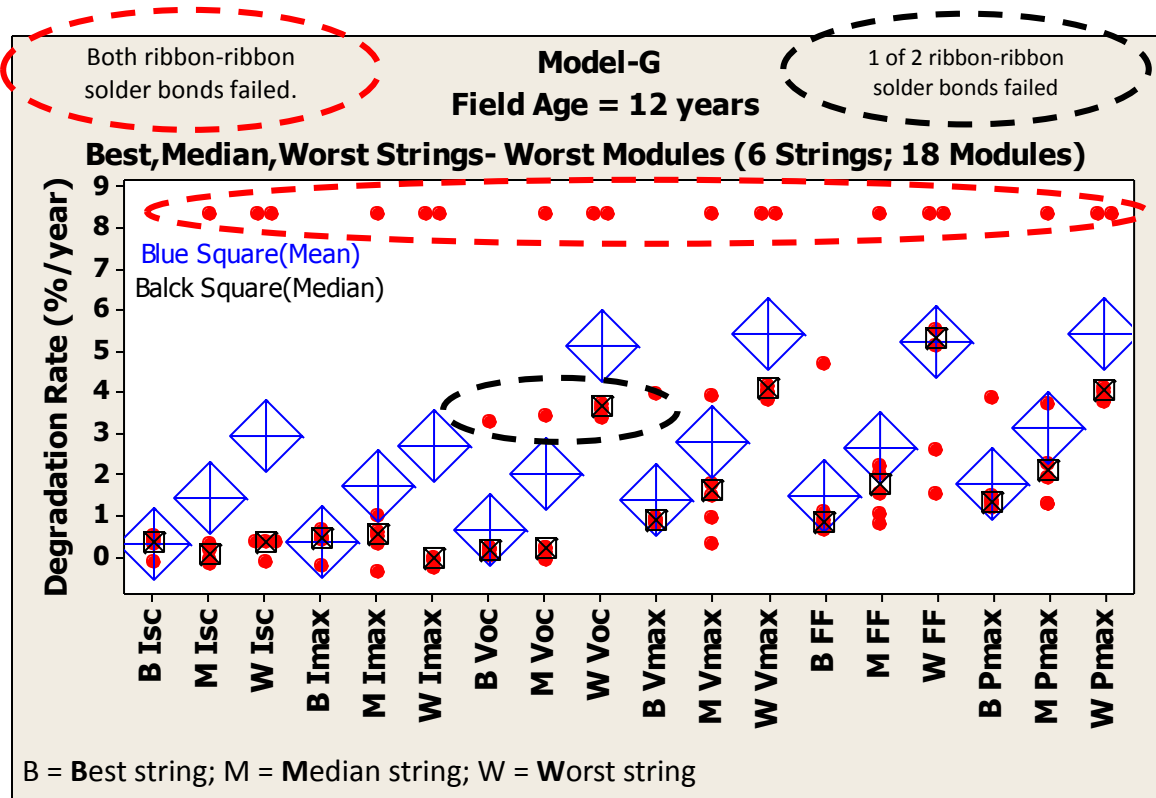 Both ribbon-ribbon
solder bonds failed.
Model-G
Field Age = 12 years
1 of 2 ribbon-ribbon
solder bonds failed
Best,Median,Worst Strings- Worst Modules (6 Strings; 18 Modules)
Degradation Rate (%/year)
9
8
7
6
5
4
3
2
1
0
Blue Square(Mean)
Balck Square(Median)
B Isc
M Isc
W Isc
B Imax
M Imax
W Imax
B Voc
M Voc
W Voc
B Vmax
M Vmax
W Vmax
B FF
M FF
W FF
B Pmax
M Pmax
W Pmax
B = Best string; M = Median string; W = Worst string